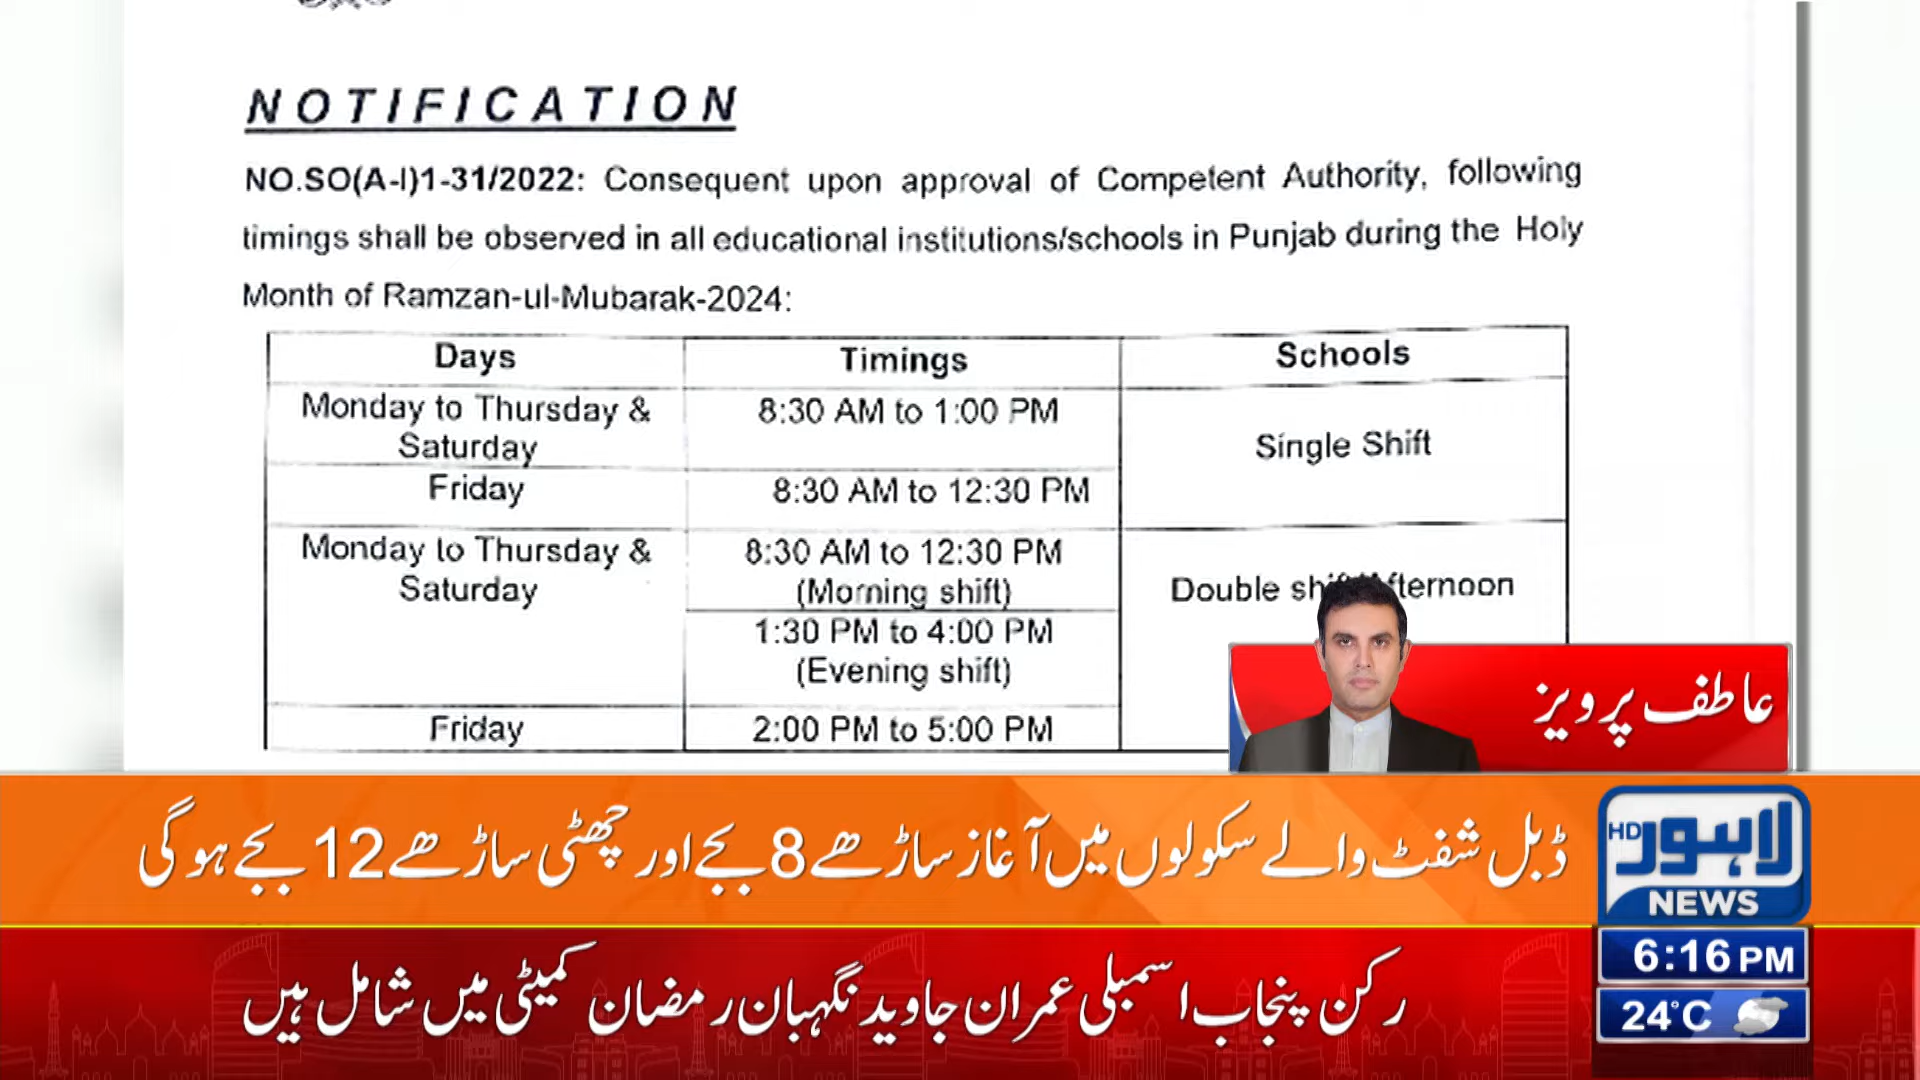 NOTIFICATION
NO.SO(A-I)1-31/2022: Consequent upon approval of Competent Authority, following
timings shall be observed in all educational institutions/schools in Punjab during the Holy
Month of Ramzan-ul-Mubarak-2024:
Days Timings Schools
Monday to Thursday &
Saturday
8:30 AM to 1:00 PM
Single Shift
Friday
8:30 AM to 12:30 PM
Monday to Thursday &
Saturday
8:30 AM to 12:30 PM
(Morning shift)
Double
1:30 PM to 4:00 PM
(Evening shift)
Friday
2:00 PM to 5:00 PM
عاطف پرویز
ڈبل شفٹ والے سکولوں میں آغاز ساڑھے 8 بجے اور چھٹی ساڑھے 12 بجے ہوگی
لاہور HD
NEWS
رکن پنجاب اسمبلی عمران جاوید نگہبان رمضان کمیٹی میں شامل ہیں
6:16 PM
24°C